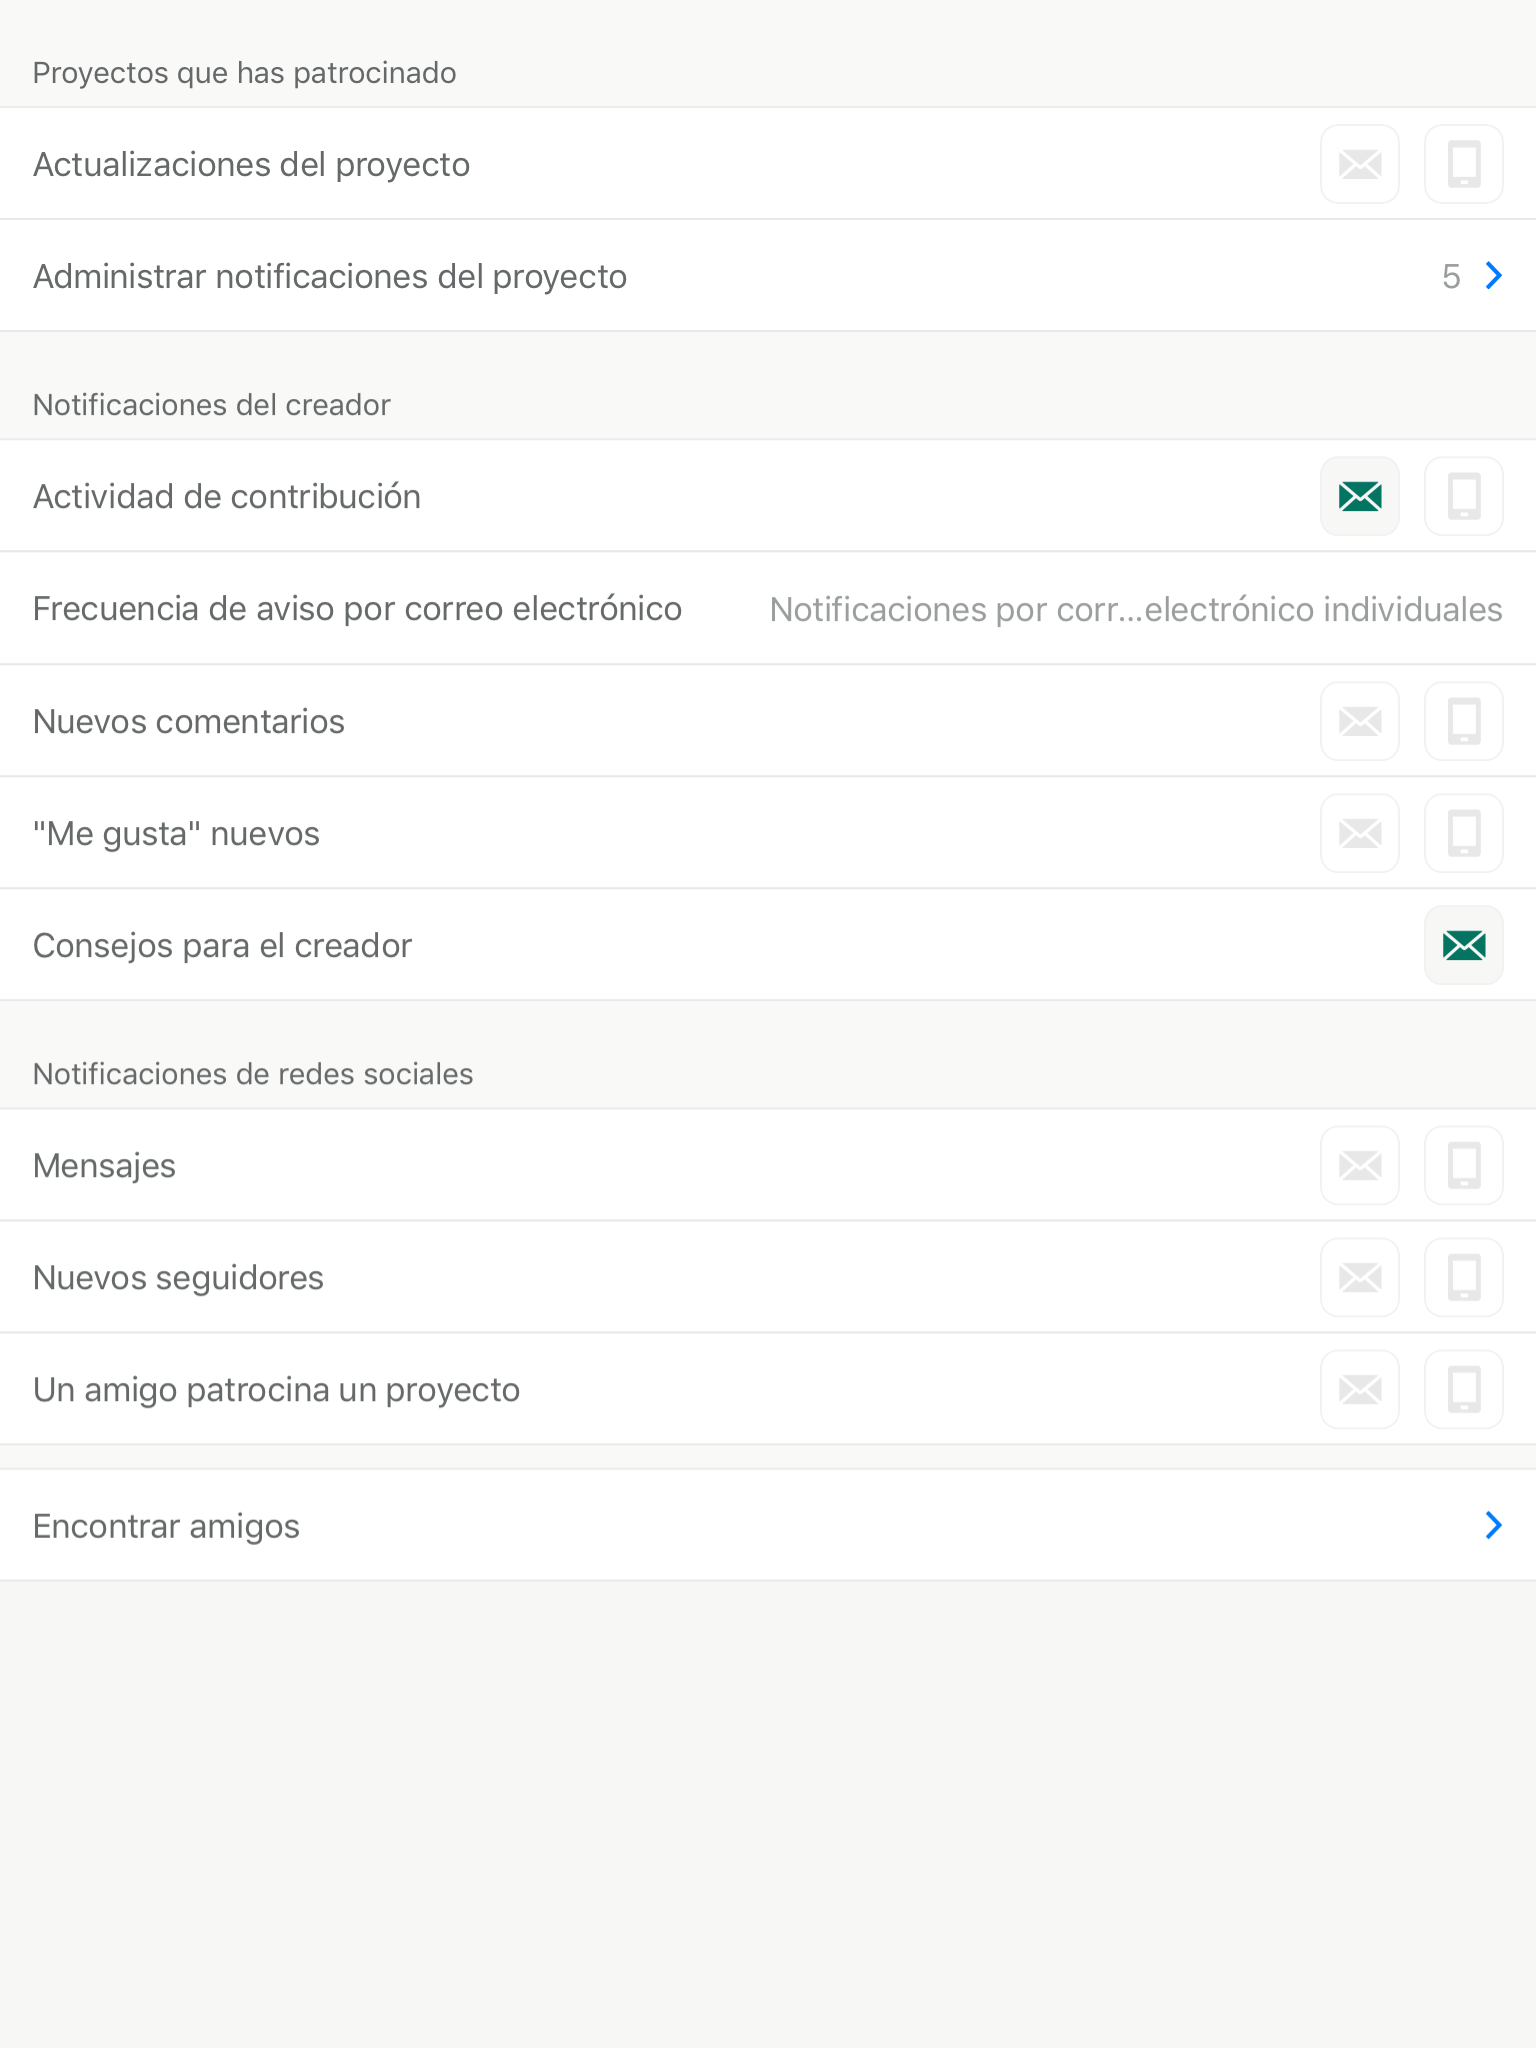 Proyectos que has patrocinado
Actualizaciones del proyecto
Administrar notificaciones del proyecto 5
Notificaciones del creador
Actividad de contribución
Frecuencia de aviso por correo electrónico Notificaciones por corr...electrónico individuales
Nuevos comentarios
"Me gusta" nuevos
Consejos para el creador
Notificaciones de redes sociales
Mensajes
Nuevos seguidores
Un amigo patrocina un proyecto
Encontrar amigos